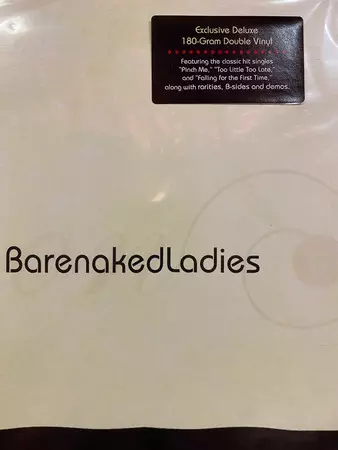 Exclusive Deluxe
180-Gram Double Vinyl
Featuring the classic hit singles
"Pinch Me," "Too Little Too Late,"
and "Falling for the First Time,"
along with rarities, B-sides and demos.
BarenakedLadies